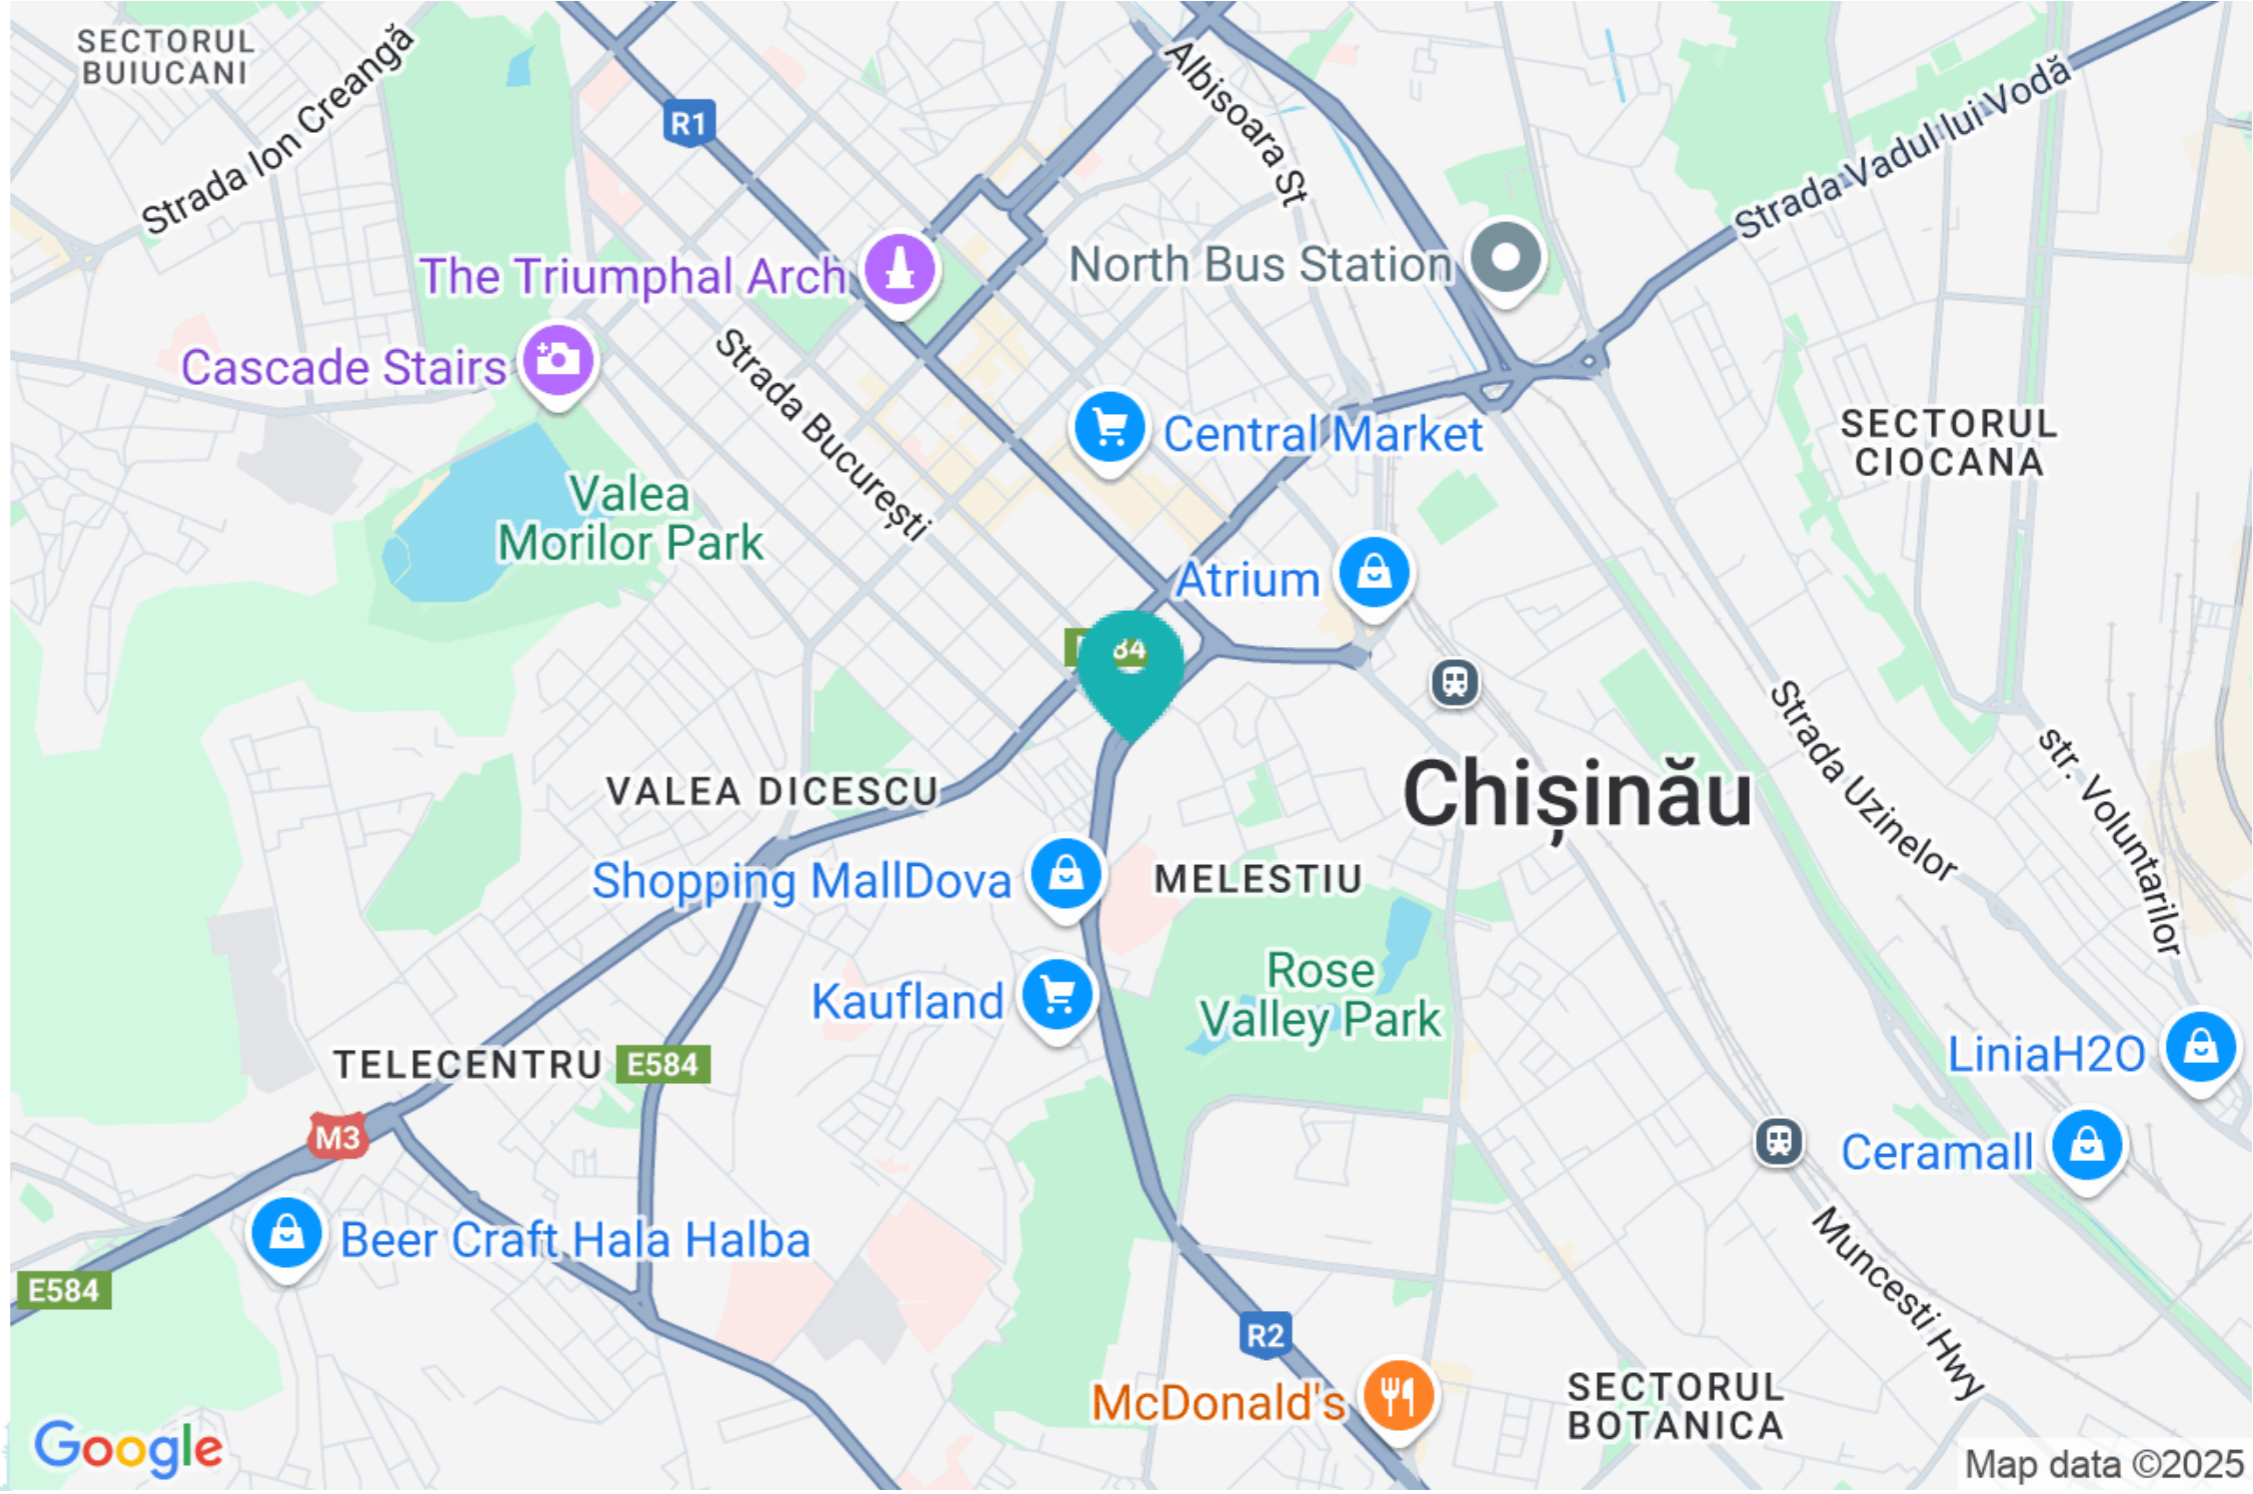 SECTORUL
BUIUCANI
Strada Ion Creangă
R1
Albisoara St
Strada Vadul lui Vodă
The Triumphal Arch
North Bus Station
Cascade Stairs
Strada București
Central Market
SECTORUL
CIOCANA
Valea
Morilor Park
Atrium
84
Strada Uzinelor
str. Voluntarilor
Chișinău
VALEA DICESCU
Shopping MallDova
MELESTIU
Rose
Valley Park
Kaufland
TELECENTRU
E584
LiniaH2O
M3
Ceramall
Beer Craft Hala Halba
E584
Muncesti Hwy
R2
McDonald's
SECTORUL
BOTANICA
Google
Map data ©2025